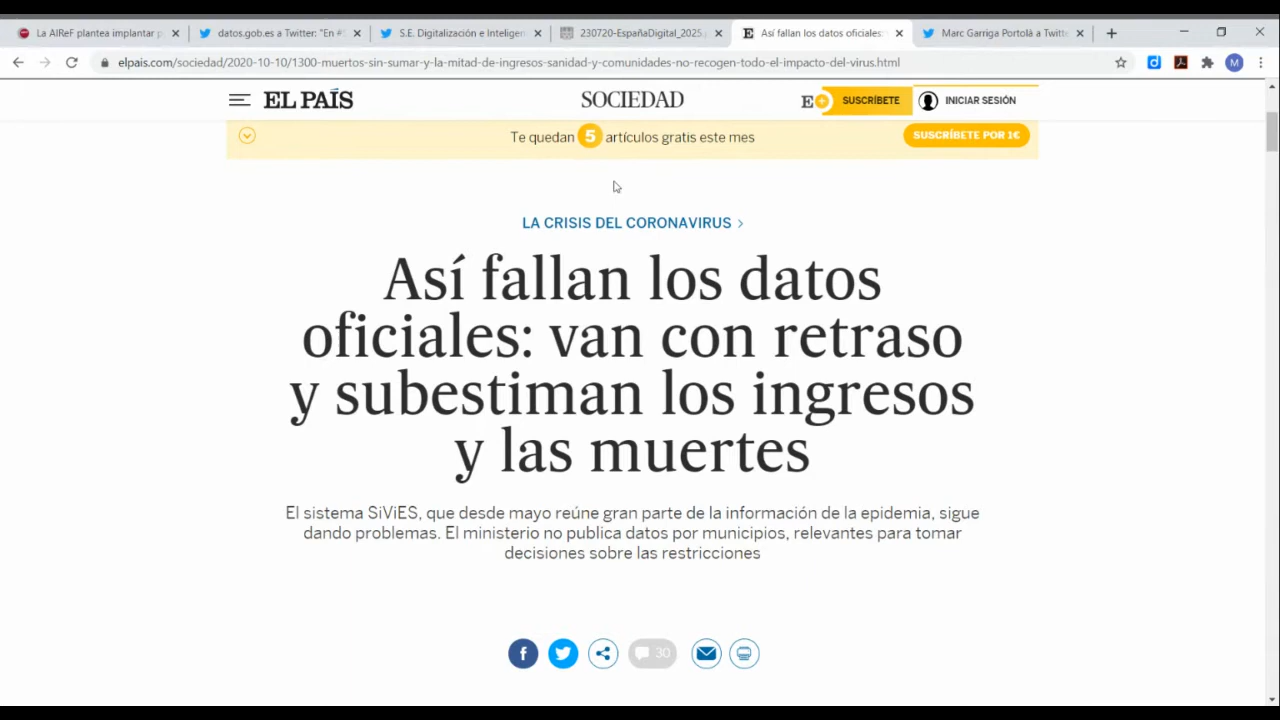 La AIReF plantea implantar p
datos.gob.es a Twitter: "En #
S.E. Digitalización e Inteligen
230720-EspañaDigital_2025.p
Así fallan los datos oficiales:
Marc Garriga Portolà a Twitte
elpais.com/sociedad/2020-10-10/1300-muertos-sin-sumar-y-la-mitad-de-ingresos-sanidad-y-comunidades-no-recogen-todo-el-impacto-del-virus.html
M
EL PAÍS
SOCIEDAD
E+ SUSCRÍBETE
INICIAR SESIÓN
Te quedan 5 artículos gratis este mes
SUSCRÍBETE POR 1€
LA CRISIS DEL CORONAVIRUS >
Así fallan los datos
oficiales: van con retraso
y subestiman los ingresos
y las muertes
El sistema SiViES, que desde mayo reúne gran parte de la información de la epidemia, sigue
dando problemas. El ministerio no publica datos por municipios, relevantes para tomar
decisiones sobre las restricciones
30